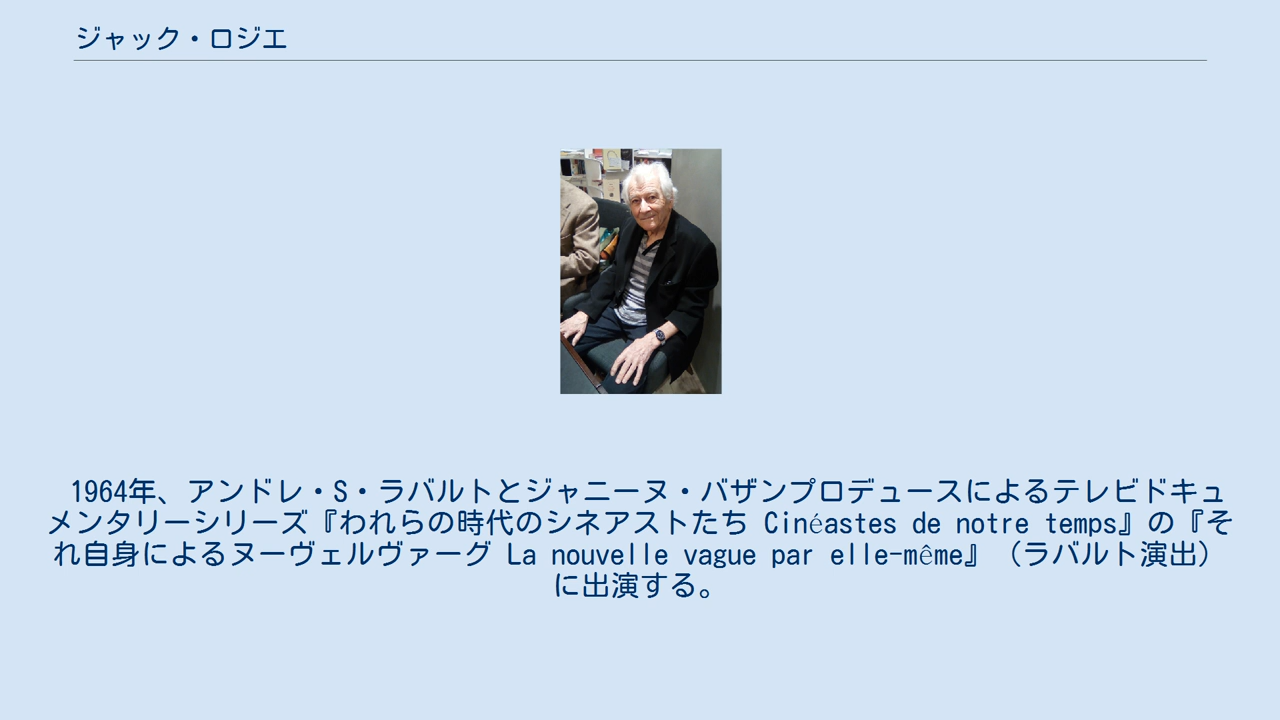 ジャック・ロジエ
1964年、アンドレ・S・ラバルトとジャニーヌ・バザンプロデュースによるテレビドキュ
メンタリーシリーズ『われらの時代のシネアストたち Cinéastes de notre temps』の『そ
れ自身によるヌーヴェルヴァーグ La nouvelle vague par elle-même』（ラバルト演出）
に出演する。